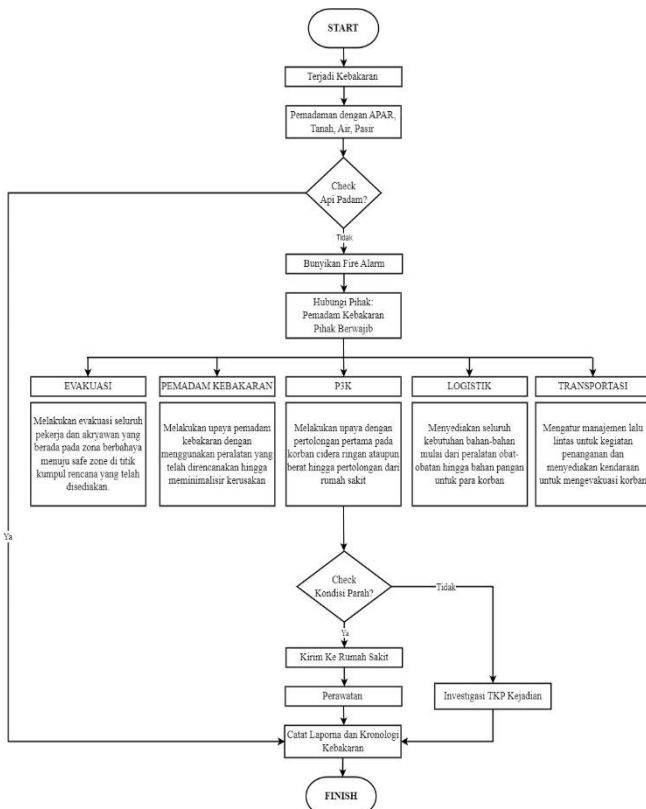 START
Terjadi Kebakaran
Pemadaman dengan APAR,
Tanah, Air, Pasir
Check
Api Padam?
Tidak
Bunyikan Fire Alarm
Hubungi Pihak:
Pemadam Kebakaran
Pihak Berwajib
EVAKUASI
Melakukan evakuasi seluruh
pekerja dan akryawan yang
berada pada zona berbahaya
menuju safe zone di titik
kumpul rencana yang telah
disediakan.
PEMADAM KEBAKARAN
Melakukan upaya pemadam
kebakaran dengan
menggunakan peralatan yang
telah direncanakan hingga
meminimalisir kerusakan
P3K
Melakukan upaya dengan
pertolongan pertama pada
korban cidera ringan ataupun
berat hingga pertolongan dari
rumah sakit
LOGISTIK
Menyediakan seluruh
kebutuhan bahan-bahan
mulai dari peralatan obat-
obatan hingga bahan pangan
untuk para korban
TRANSPORTASI
Mengatur manajemen lalu
lintas untuk kegiatan
penanganan dan
menyediakan kendaraan
untuk mengevakuasi korban
Ya
Check
Kondisi Parah?
Tidak
Ya
Kirim Ke Rumah Sakit
Perawatan
Investigasi TKP Kejadian
Catat Laporna dan Kronologi
Kebakaran
FINISH